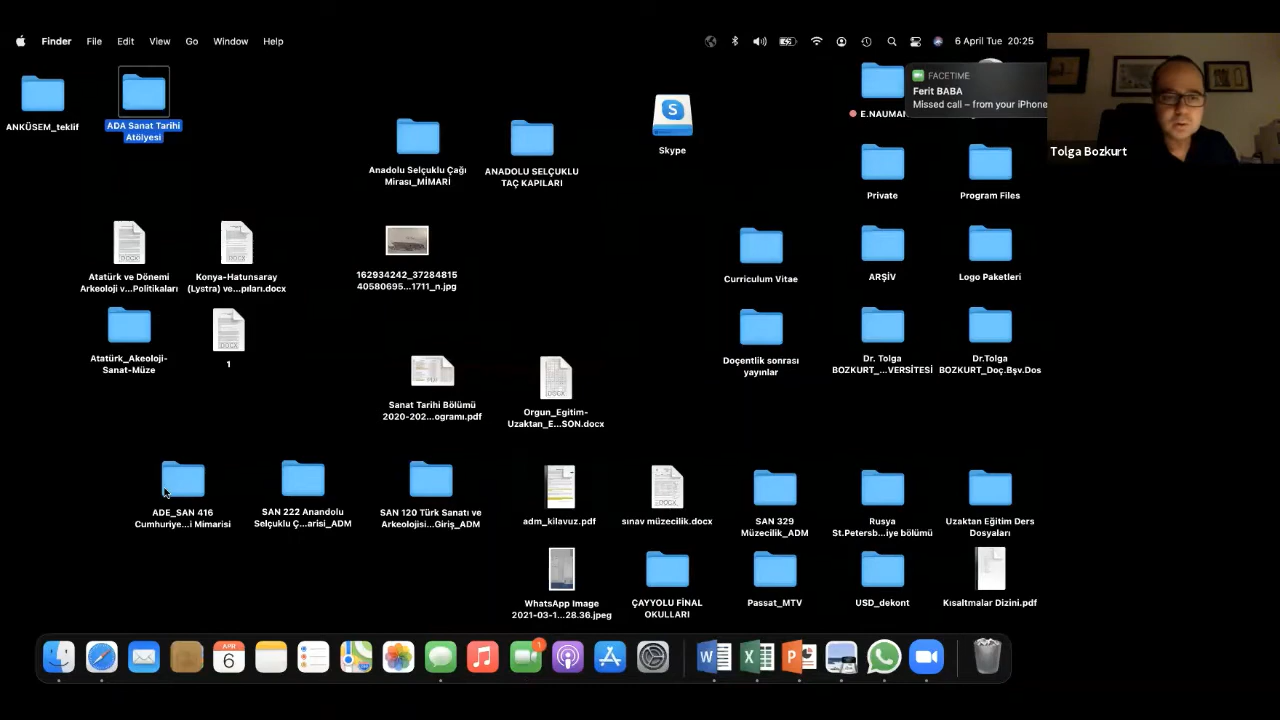 Finder File Edit View Go Window Help 6 April Tue 20:25
FACETIME
Ferit BABA
Missed call – from your iPhone
Tolga Bozkurt
ANKÜSEM_teklif
ADA Sanat Tarihi
Atölyesi
Skype
E.NAUMAN
Anadolu Selçuklu Çağı
Mirası_MİMARİ
ANADOLU SELÇUKLU
TAÇ KAPILARI
Private
Program Files
Atatürk ve Dönemi
Arkeoloji v...Politikaları
Konya-Hatunsaray
(Lystra) ve...pıları.docx
162934242_37284815
40580695...1711_n.jpg
Curriculum Vitae
ARŞİV
Logo Paketleri
Atatürk_Akeoloji-
Sanat-Müze
1
Doçentlik sonrası
yayınlar
Dr. Tolga
BOZKURT_...VERSİTESİ
Dr.Tolga
BOZKURT_Doç.Bşv.Dos
Sanat Tarihi Bölümü
2020-202...ogramı.pdf
Orgun_Egitim-
Uzaktan_E...SON.docx
DOCX
ADE_SAN 416
Cumhuriye...i Mimarisi
SAN 222 Anandolu
Selçuklu Ç...arisi_ADM
SAN 120 Türk Sanatı ve
Arkeolojisi...Giriş_ADM
adm_kilavuz.pdf
sınav müzecilik.docx
SAN 329
Müzecilik_ADM
Rusya
St.Petersb...iye bölümü
Uzaktan Eğitim Ders
Dosyaları
WhatsApp Image
2021-03-1...28.36.jpeg
ÇAYYOLU FİNAL
OKULLARI
Passat_MTV
USD_dekont
Kısaltmalar Dizini.pdf
APR
6
1